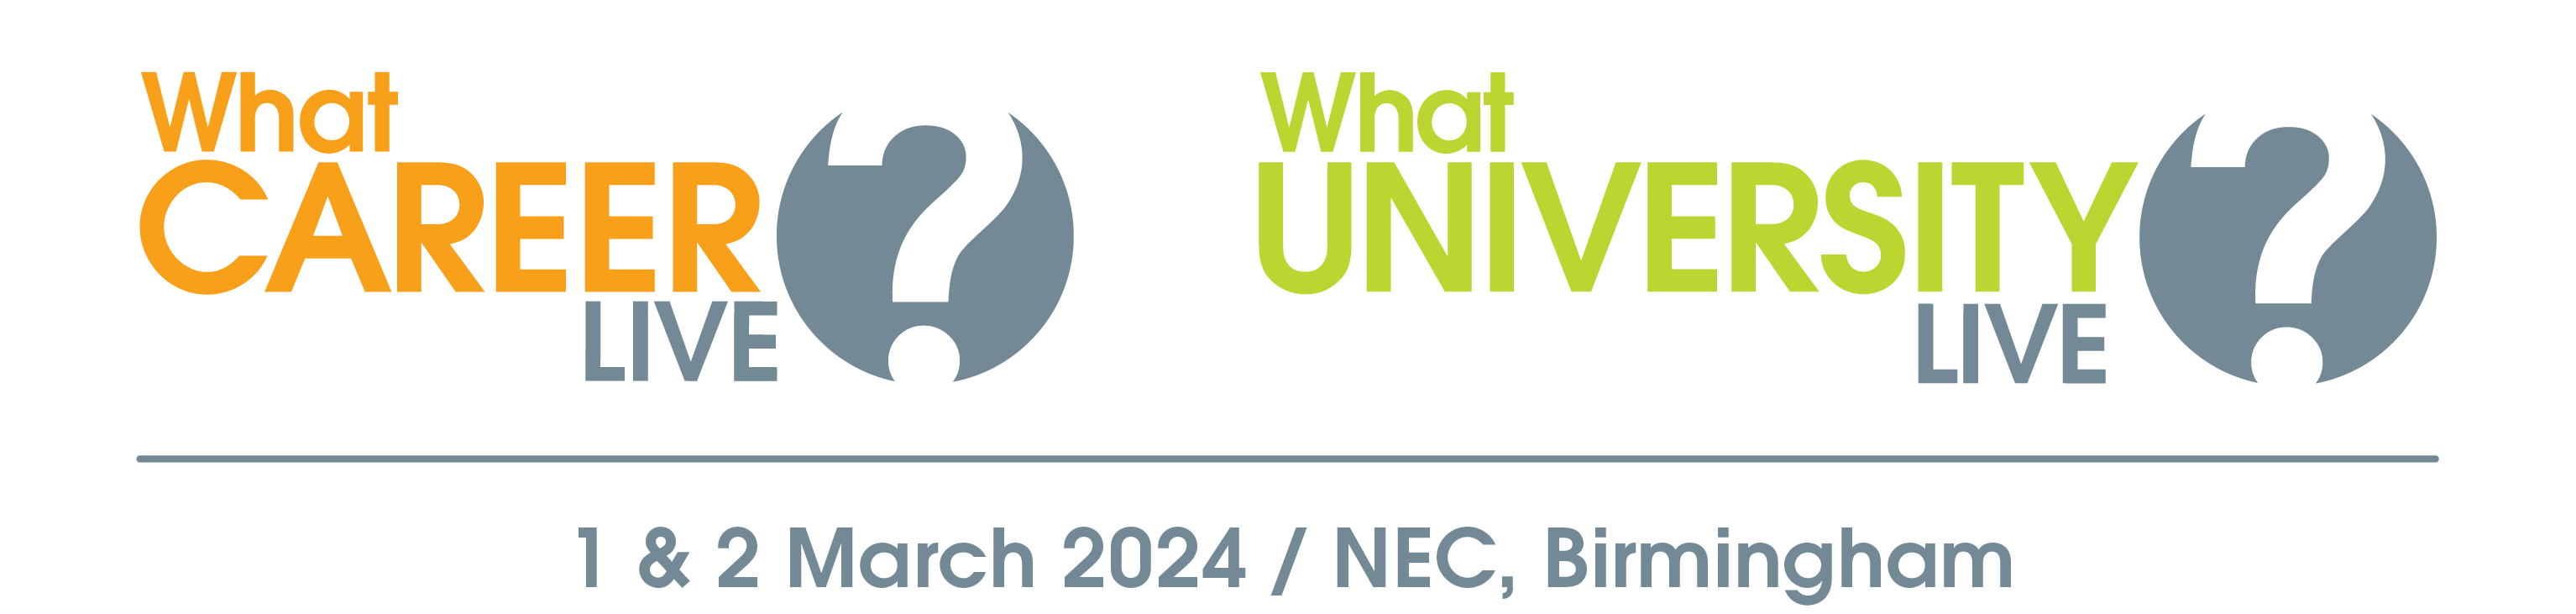 What
CAREER
LIVE?
What
UNIVERSITY
LIVE?
1 & 2 March 2024 / NEC, Birmingham